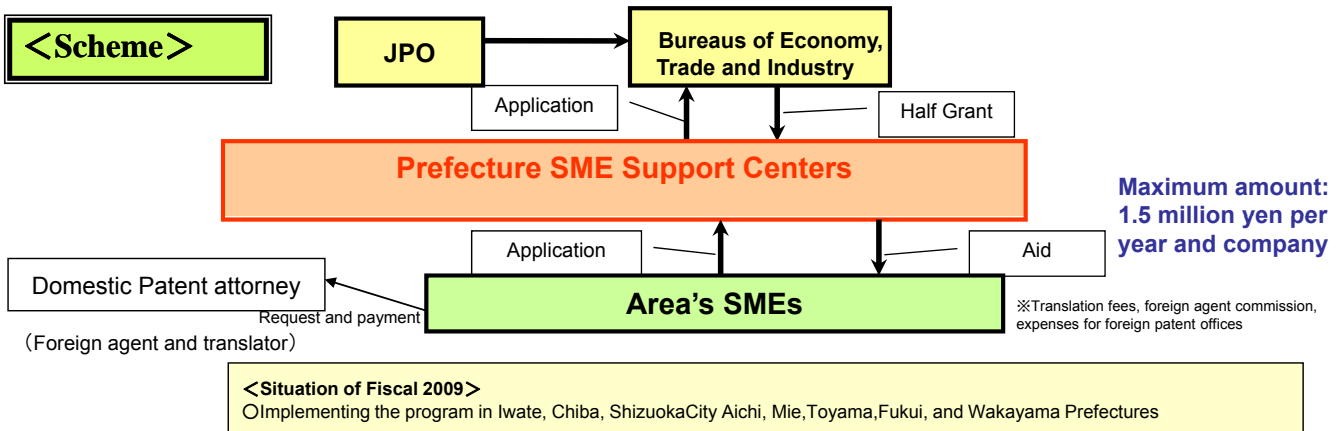 ＜Scheme＞
JPO
Bureaus of Economy,
Trade and Industry
Application
Half Grant
Prefecture SME Support Centers
Maximum amount:
1.5 million yen per
year and company
Application
Aid
Domestic Patent attorney
Request and payment
Area's SMEs
※Translation fees, foreign agent commission,
expenses for foreign patent offices
（Foreign agent and translator）
＜Situation of Fiscal 2009＞
○Implementing the program in Iwate, Chiba, ShizuokaCity Aichi, Mie,Toyama,Fukui, and Wakayama Prefectures